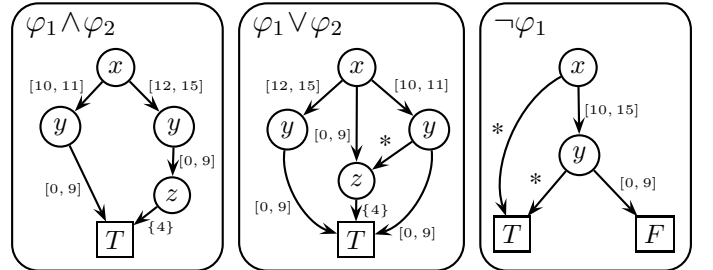 φ₁∧φ₂
x
[10, 11] [12, 15]
y y
[0, 9]
[0, 9] z
{4}
T
φ₁∨φ₂
x
[12, 15] [10, 11]
y [0, 9] * y
z
[0, 9] {4} [0, 9]
T
¬φ₁
x
[10, 15]
*
y
* [0, 9]
T F